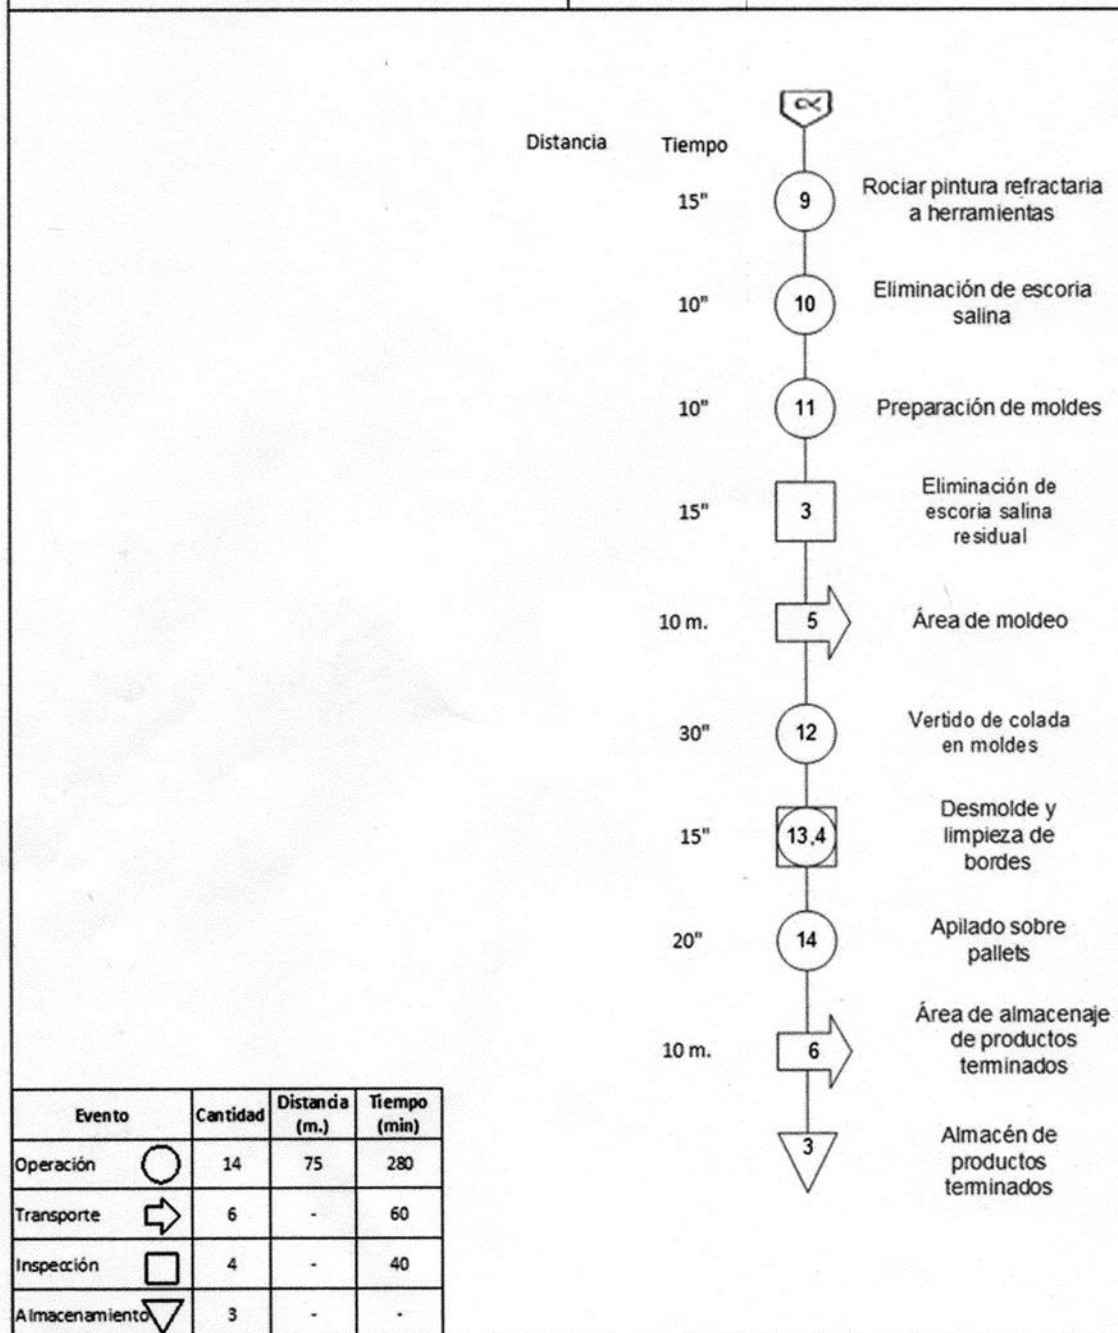 α
Distancia
Tiempo
15"
9
Rociar pintura refractaria
a herramientas
10"
10
Eliminación de escoria
salina
10"
11
Preparación de moldes
15"
3
Eliminación de
escoria salina
residual
10 m.
5
Área de moldeo
30"
12
Vertido de colada
en moldes
15"
13,4
Desmolde y
limpieza de
bordes
20"
14
Apilado sobre
pallets
10 m.
6
Área de almacenaje
de productos
terminados
3
Almacén de
productos
terminados
Evento Cantidad Distancia (m.) Tiempo (min)
Operación 14 75 280
Transporte 6 - 60
Inspección 4 - 40
Almacenamiento 3 - -